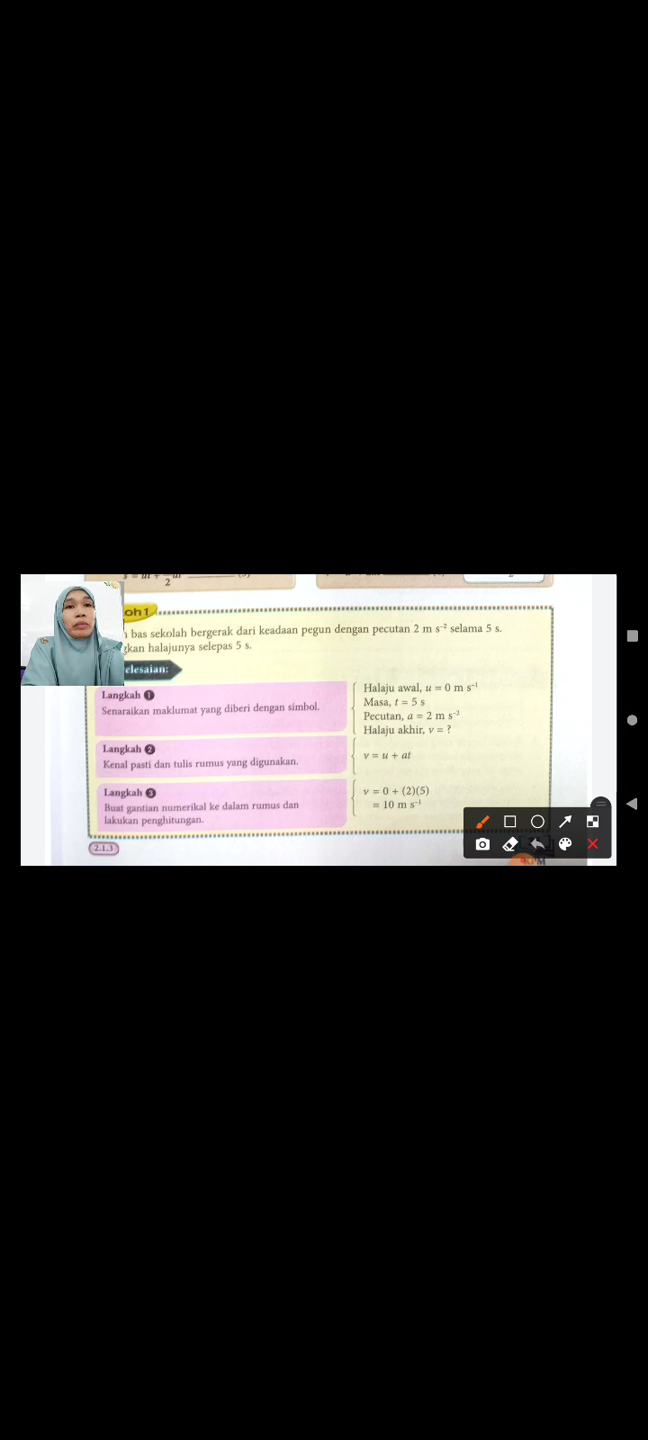 2
oh 1
bas sekolah bergerak dari keadaan pegun dengan pecutan 2 m s⁻² selama 5 s.
kan halajunya selepas 5 s.
elesaian:
Langkah 1
Senaraikan maklumat yang diberi dengan simbol.
Halaju awal, u = 0 m s⁻¹
Masa, t = 5 s
Pecutan, a = 2 m s⁻²
Halaju akhir, v = ?
Langkah 2
Kenal pasti dan tulis rumus yang digunakan.
v = u + at
Langkah 3
Buat gantian numerikal ke dalam rumus dan
lakukan penghitungan.
v = 0 + (2)(5)
= 10 m s⁻¹
2.1.3